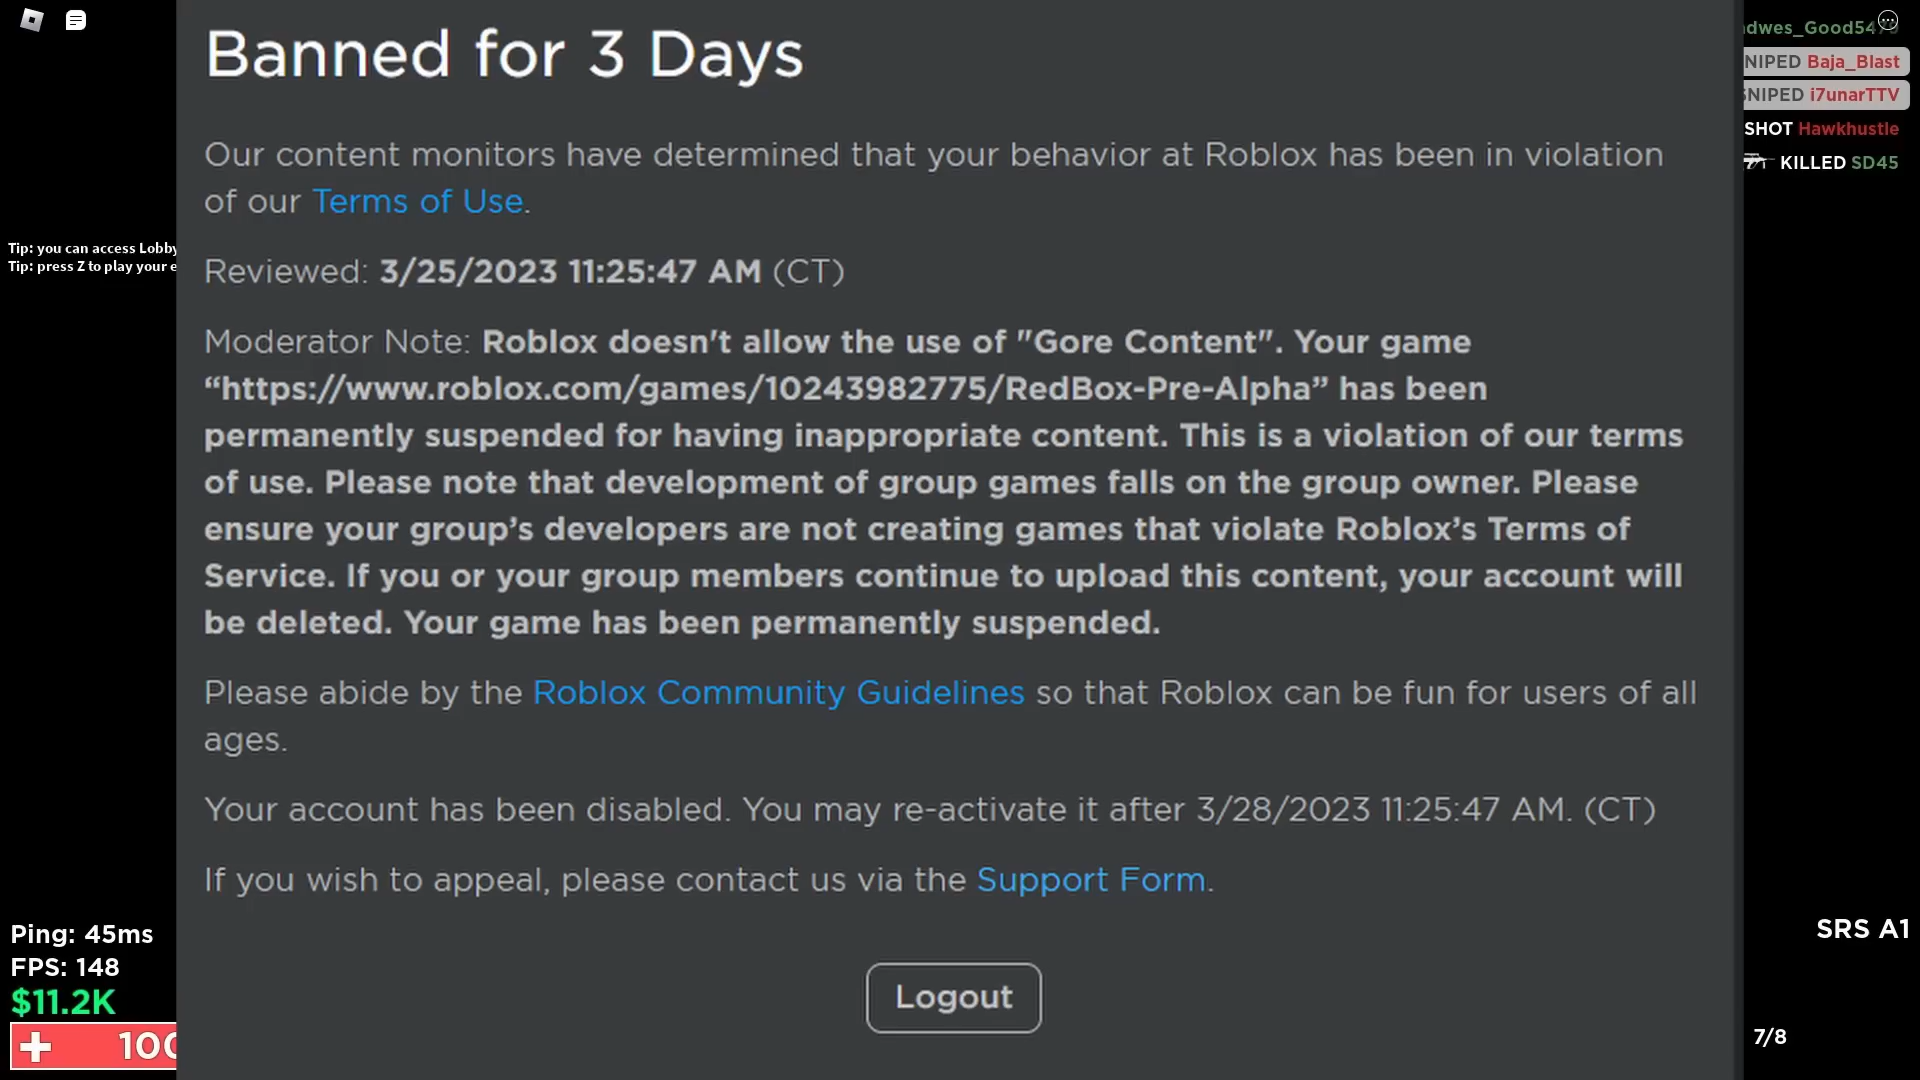 Banned for 3 Days
Our content monitors have determined that your behavior at Roblox has been in violation
of our Terms of Use.
Reviewed: 3/25/2023 11:25:47 AM (CT)
Moderator Note: Roblox doesn't allow the use of "Gore Content". Your game
“https://www.roblox.com/games/10243982775/RedBox-Pre-Alpha” has been
permanently suspended for having inappropriate content. This is a violation of our terms
of use. Please note that development of group games falls on the group owner. Please
ensure your group’s developers are not creating games that violate Roblox’s Terms of
Service. If you or your group members continue to upload this content, your account will
be deleted. Your game has been permanently suspended.
Please abide by the Roblox Community Guidelines so that Roblox can be fun for users of all
ages.
Your account has been disabled. You may re-activate it after 3/28/2023 11:25:47 AM. (CT)
If you wish to appeal, please contact us via the Support Form.
Logout
Tip: you can access Lobby
Tip: press Z to play your e
Ping: 45ms
FPS: 148
$11.2K
100
NIPED Baja_Blast
SNIPED i7unarTTV
SHOT Hawkhustle
KILLED SD45
SRS A1
7/8